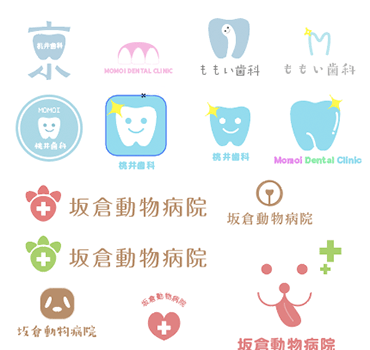 桃井歯科
MOMOI DENTAL CLINIC
ももい歯科
ももい歯科
MOMOI
桃井歯科
桃井歯科
桃井歯科
Momoi Dental Clinic
坂倉動物病院
坂倉動物病院
坂倉動物病院
坂倉動物病院
坂倉動物病院
坂倉動物病院